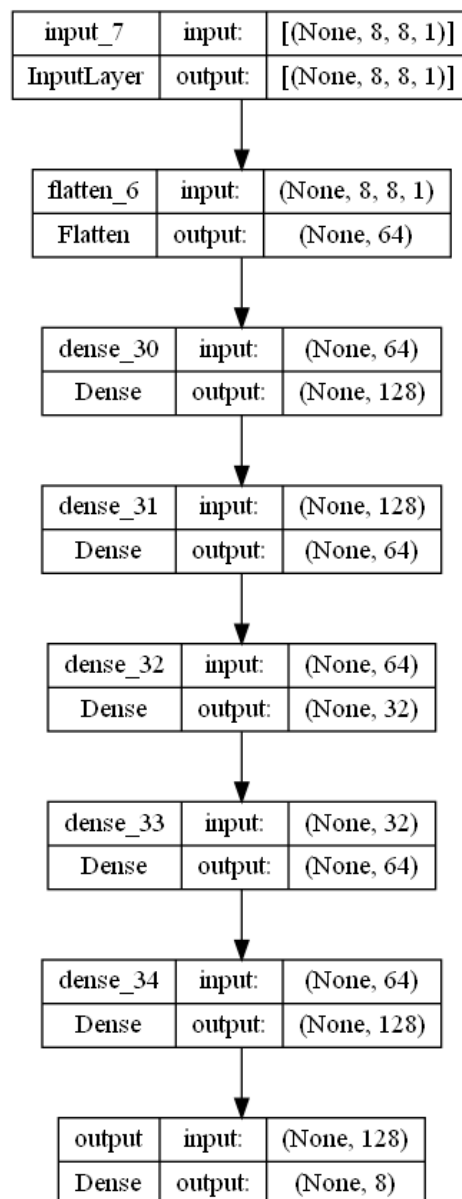 input_7 input: [(None, 8, 8, 1)]
InputLayer output: [(None, 8, 8, 1)]
flatten_6 input: (None, 8, 8, 1)
Flatten output: (None, 64)
dense_30 input: (None, 64)
Dense output: (None, 128)
dense_31 input: (None, 128)
Dense output: (None, 64)
dense_32 input: (None, 64)
Dense output: (None, 32)
dense_33 input: (None, 32)
Dense output: (None, 64)
dense_34 input: (None, 64)
Dense output: (None, 128)
output input: (None, 128)
Dense output: (None, 8)